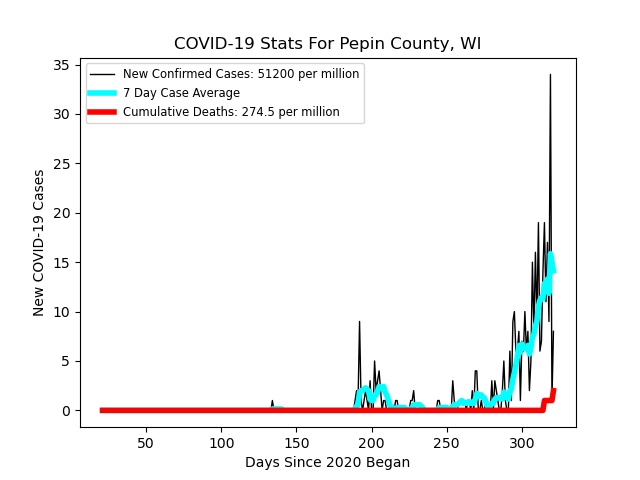 COVID-19 Stats For Pepin County, WI
New Confirmed Cases: 51200 per million
7 Day Case Average
Cumulative Deaths: 274.5 per million
New COVID-19 Cases
35
30
25
20
15
10
5
0
50
100
150
200
250
300
Days Since 2020 Began